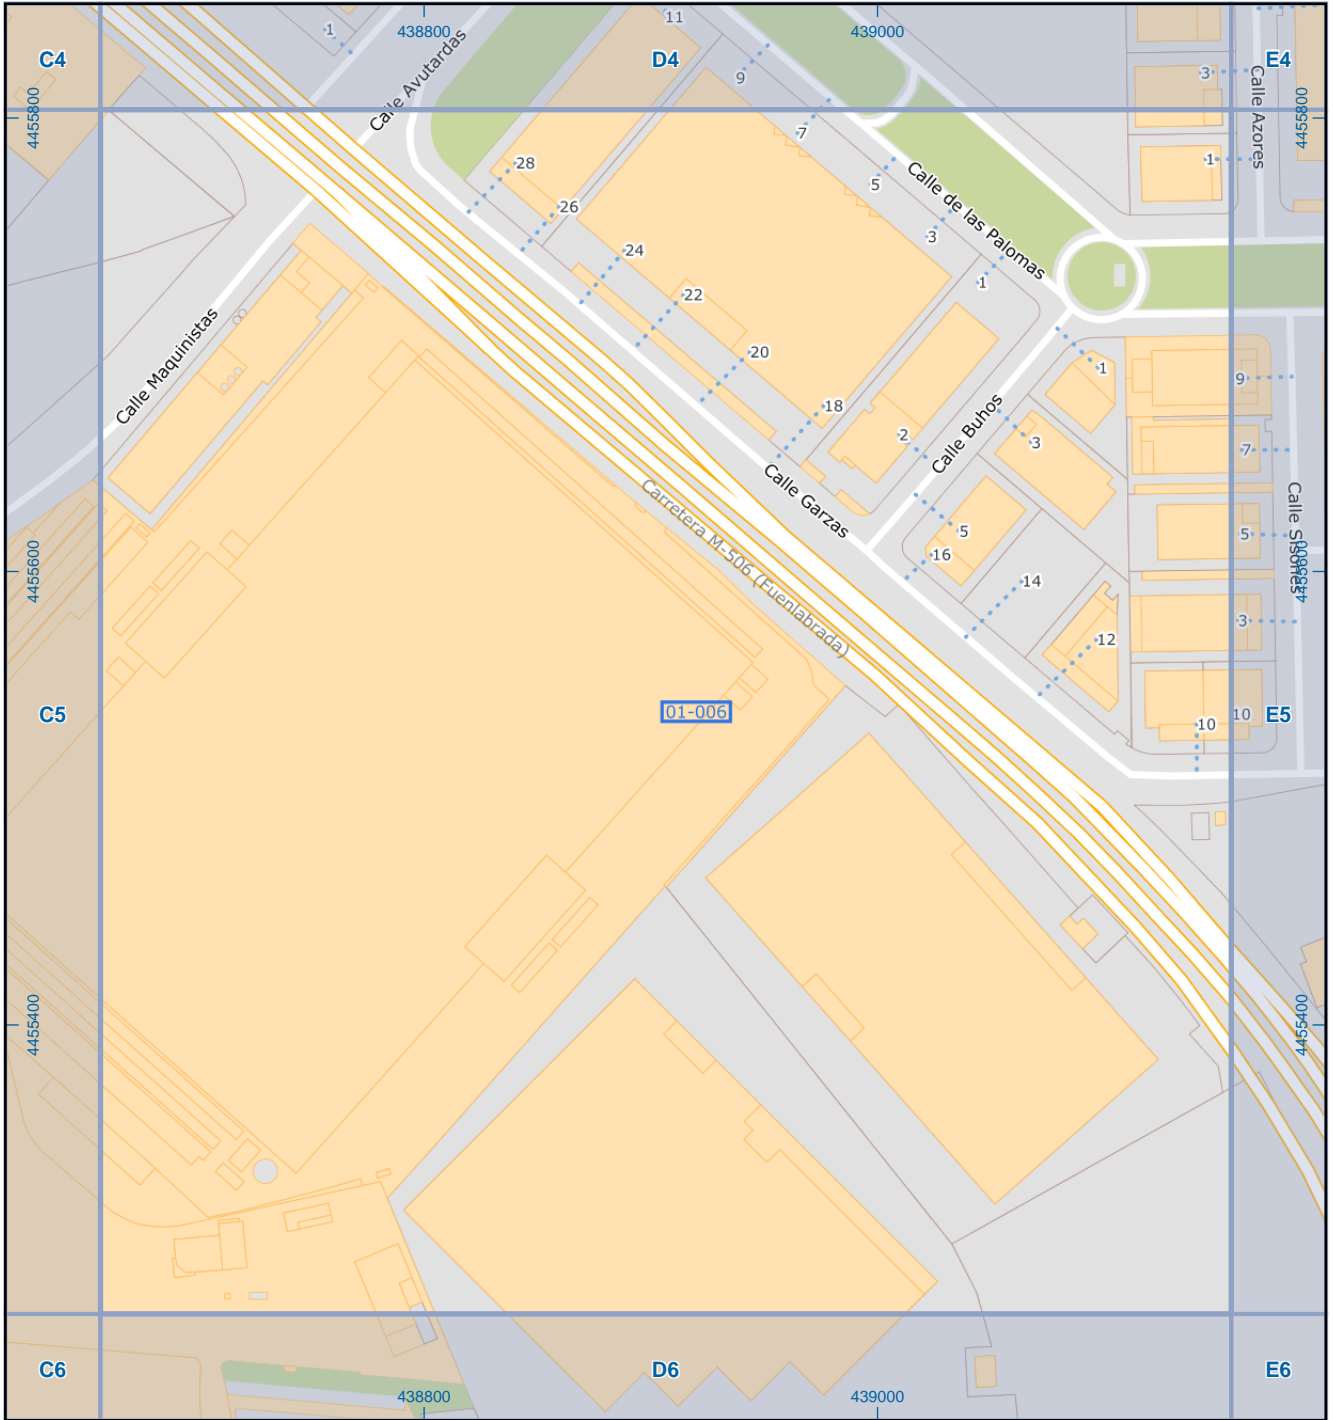 C4
D4
E4
438800
439000
11
1
9
3
Calle Avutardas
Calle Azores
4455800
4455800
7
1
28
5
Calle de las Palomas
26
3
24
1
22
Calle Maquinistas
20
1
9
18
Calle Buhos
2
3
7
Calle Garzas
Carretera M-506 (Fuenlabrada)
Calle Sisones
5
5
16
4455600
4455600
14
3
12
01-006
C5
10
10
E5
4455400
4455400
C6
D6
E6
438800
439000